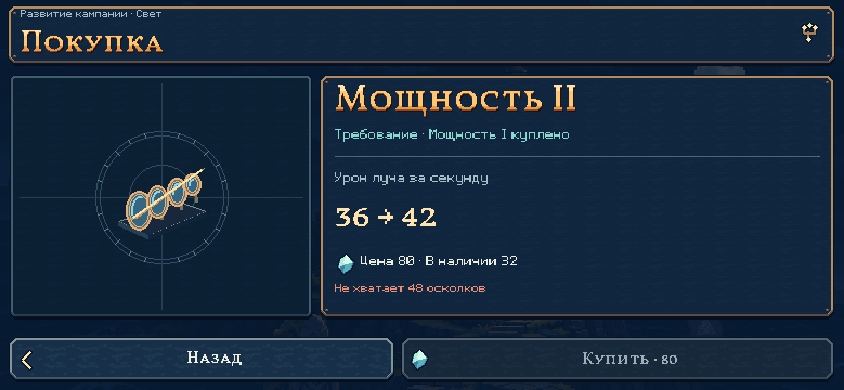 Развитие кампании · Свет
Покупка
Мощность II
Требование · Мощность I куплено
Урон луча за секунду
36 → 42
Цена 80 · В наличии 32
Не хватает 48 осколков
Назад
Купить · 80